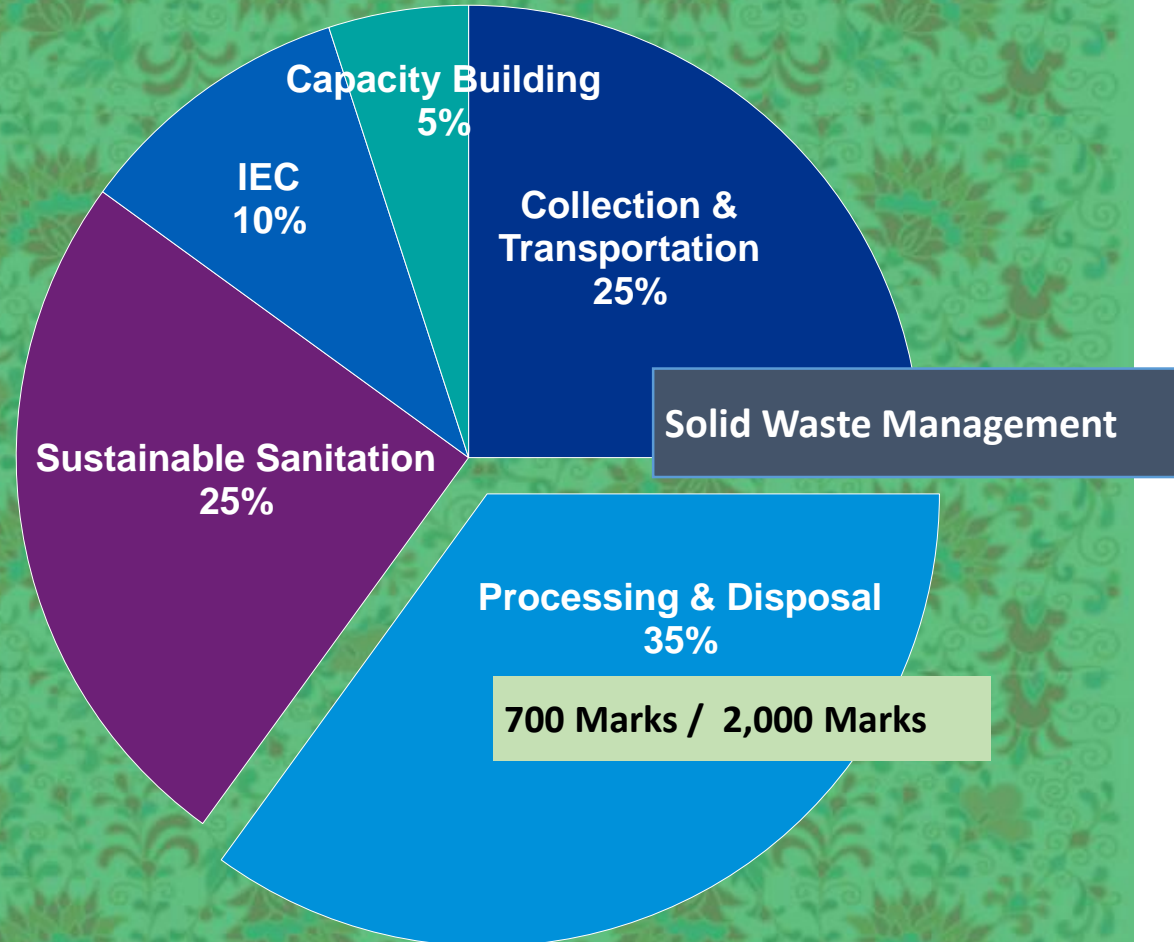 Capacity Building
5%
IEC
10%
Collection &
Transportation
25%
Solid Waste Management
Sustainable Sanitation
25%
Processing & Disposal
35%
700 Marks /  2,000 Marks